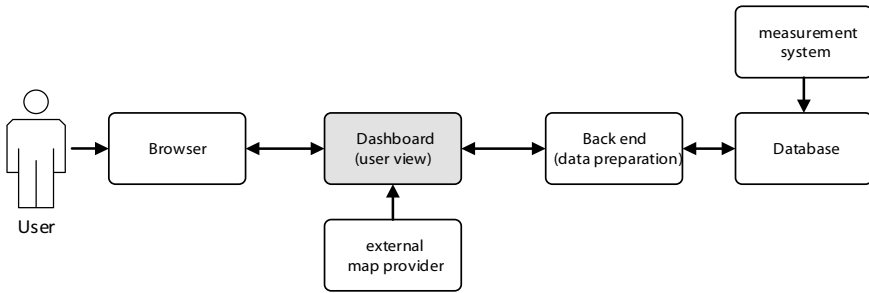 measurement
system
Browser
Dashboard
(user view)
Back end
(data preparation)
Database
User
external
map provider